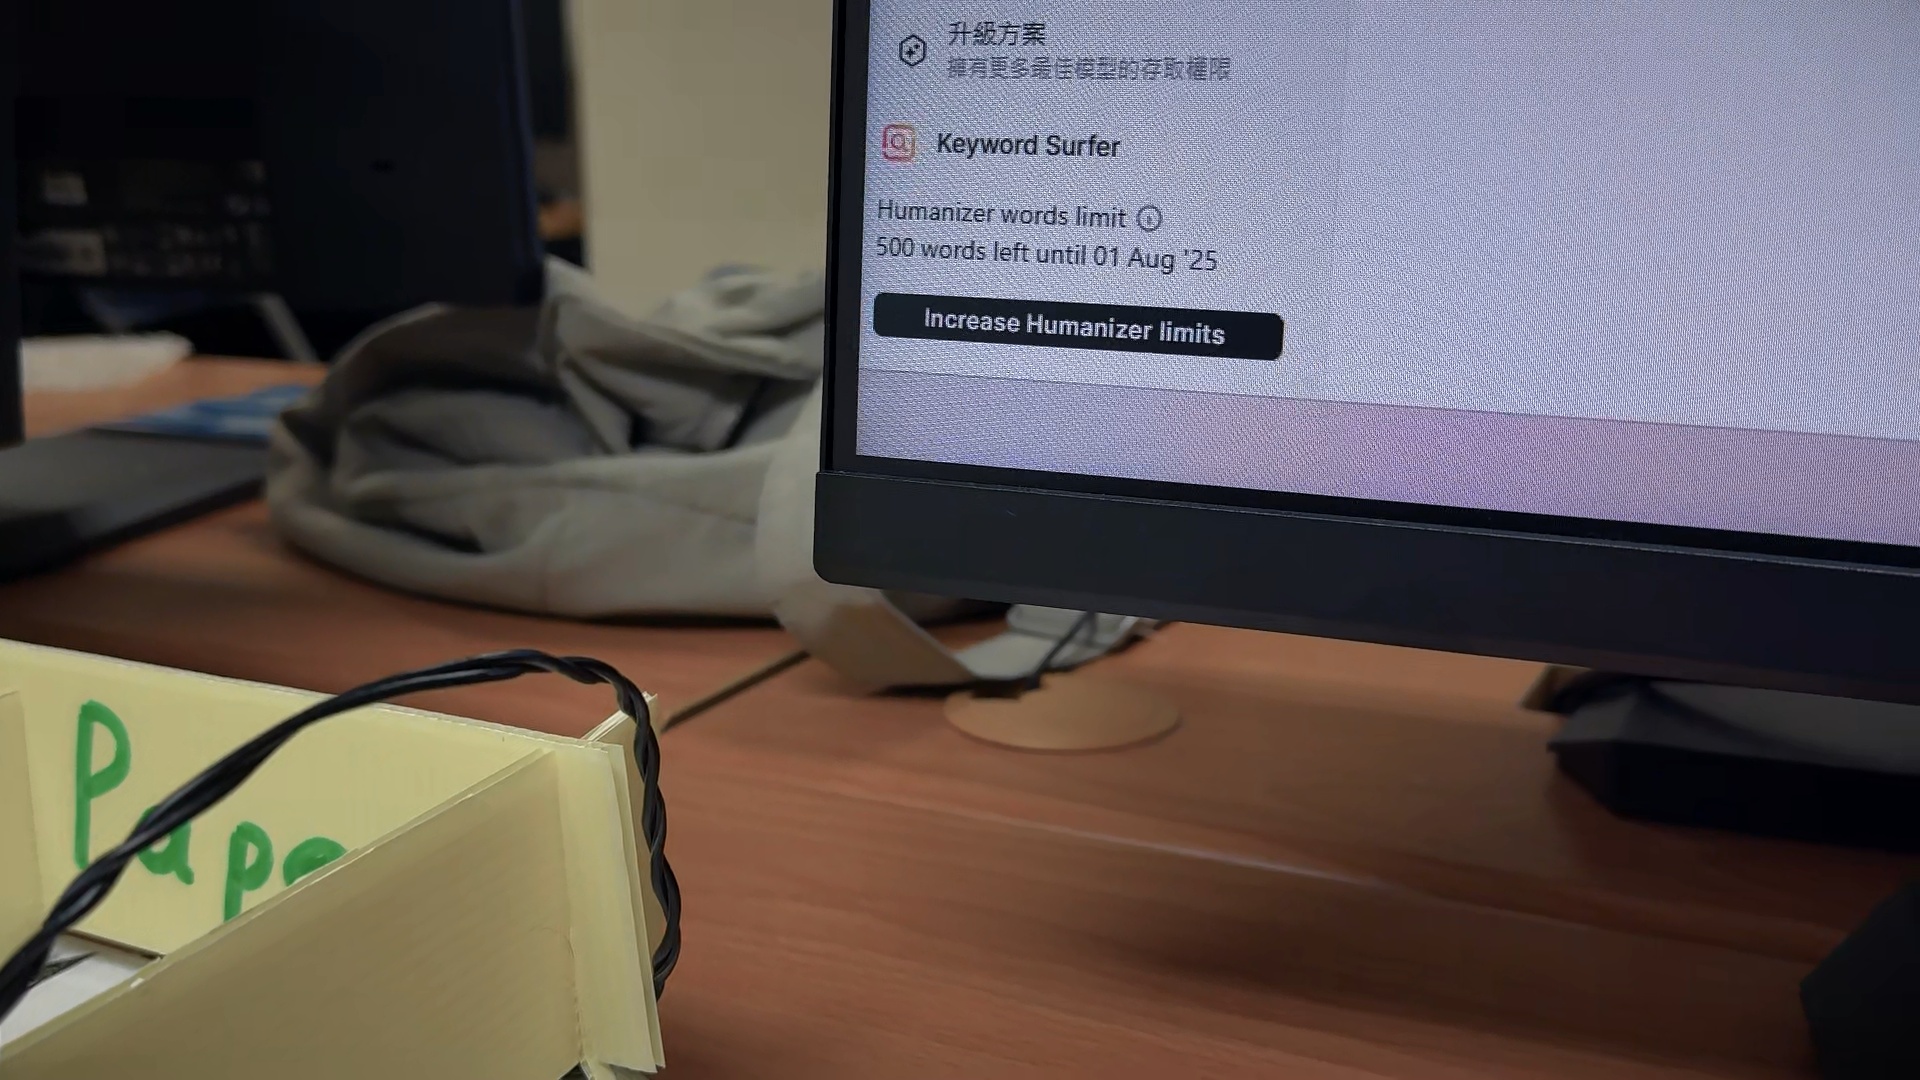 升級方案
擁有更多最佳模型的存取權限
Keyword Surfer
Humanizer words limit
500 words left until 01 Aug '25
Increase Humanizer limits
Pape